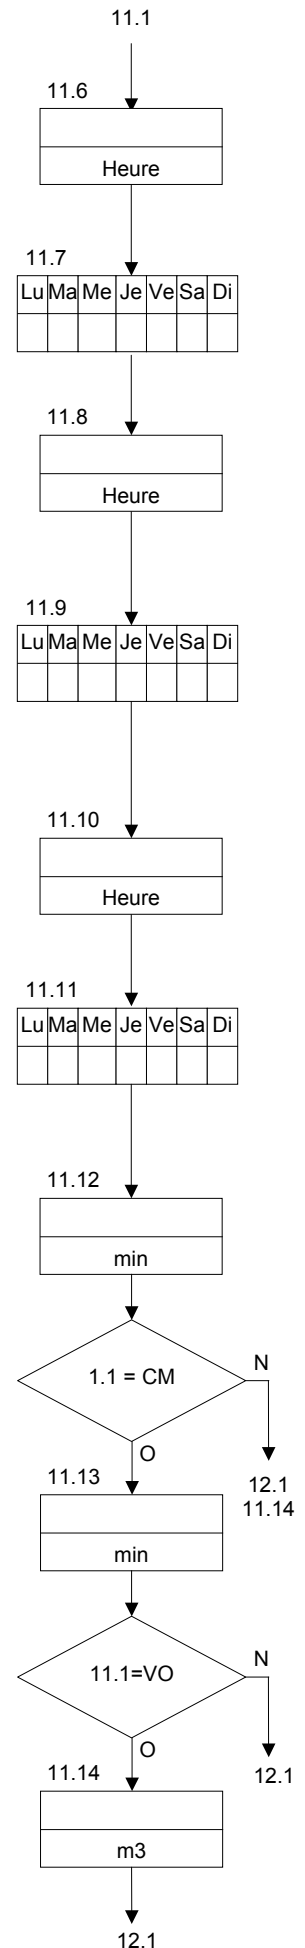 11.1
11.6
Heure
11.7
Lu Ma Me Je Ve Sa Di
11.8
Heure
11.9
Lu Ma Me Je Ve Sa Di
11.10
Heure
11.11
Lu Ma Me Je Ve Sa Di
11.12
min
1.1 = CM
N
O
12.1
11.14
11.13
min
11.1=VO
N
O
12.1
11.14
m3
12.1